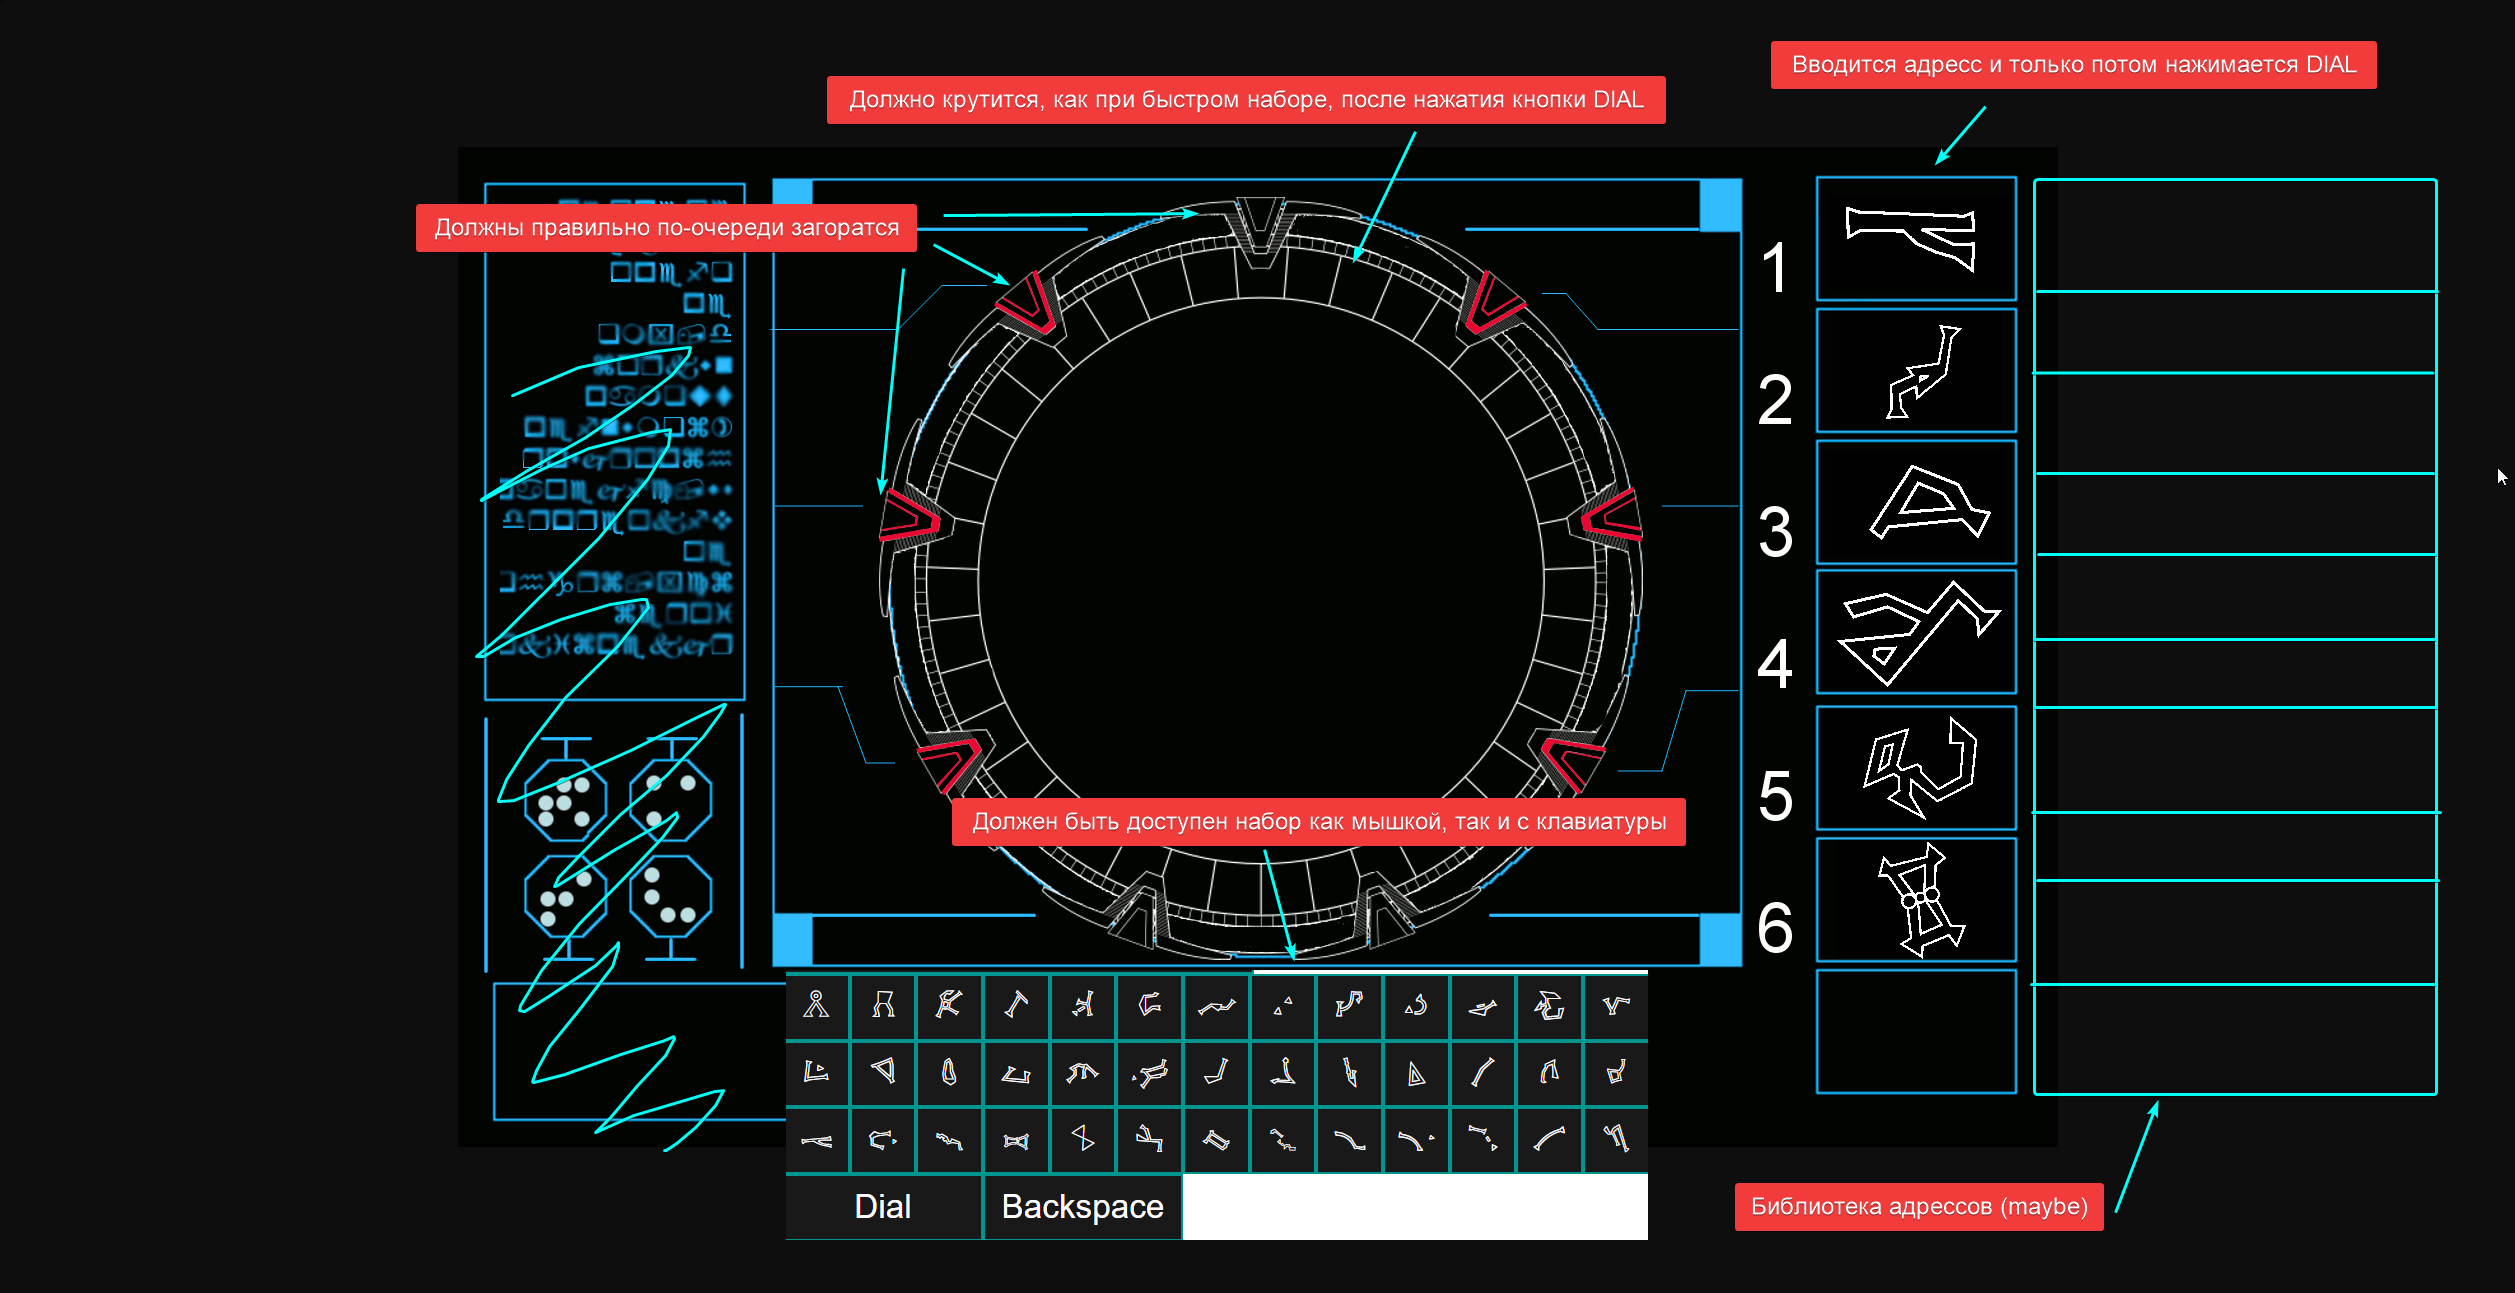 Вводится адресс и только потом нажимается DIAL
Должно крутится, как при быстром наборе, после нажатия кнопки DIAL
Должны правильно по-очереди загоратся
1
2
3
4
5
6
Должен быть доступен набор как мышкой, так и с клавиатуры
Dial
Backspace
Библиотека адрессов (maybe)